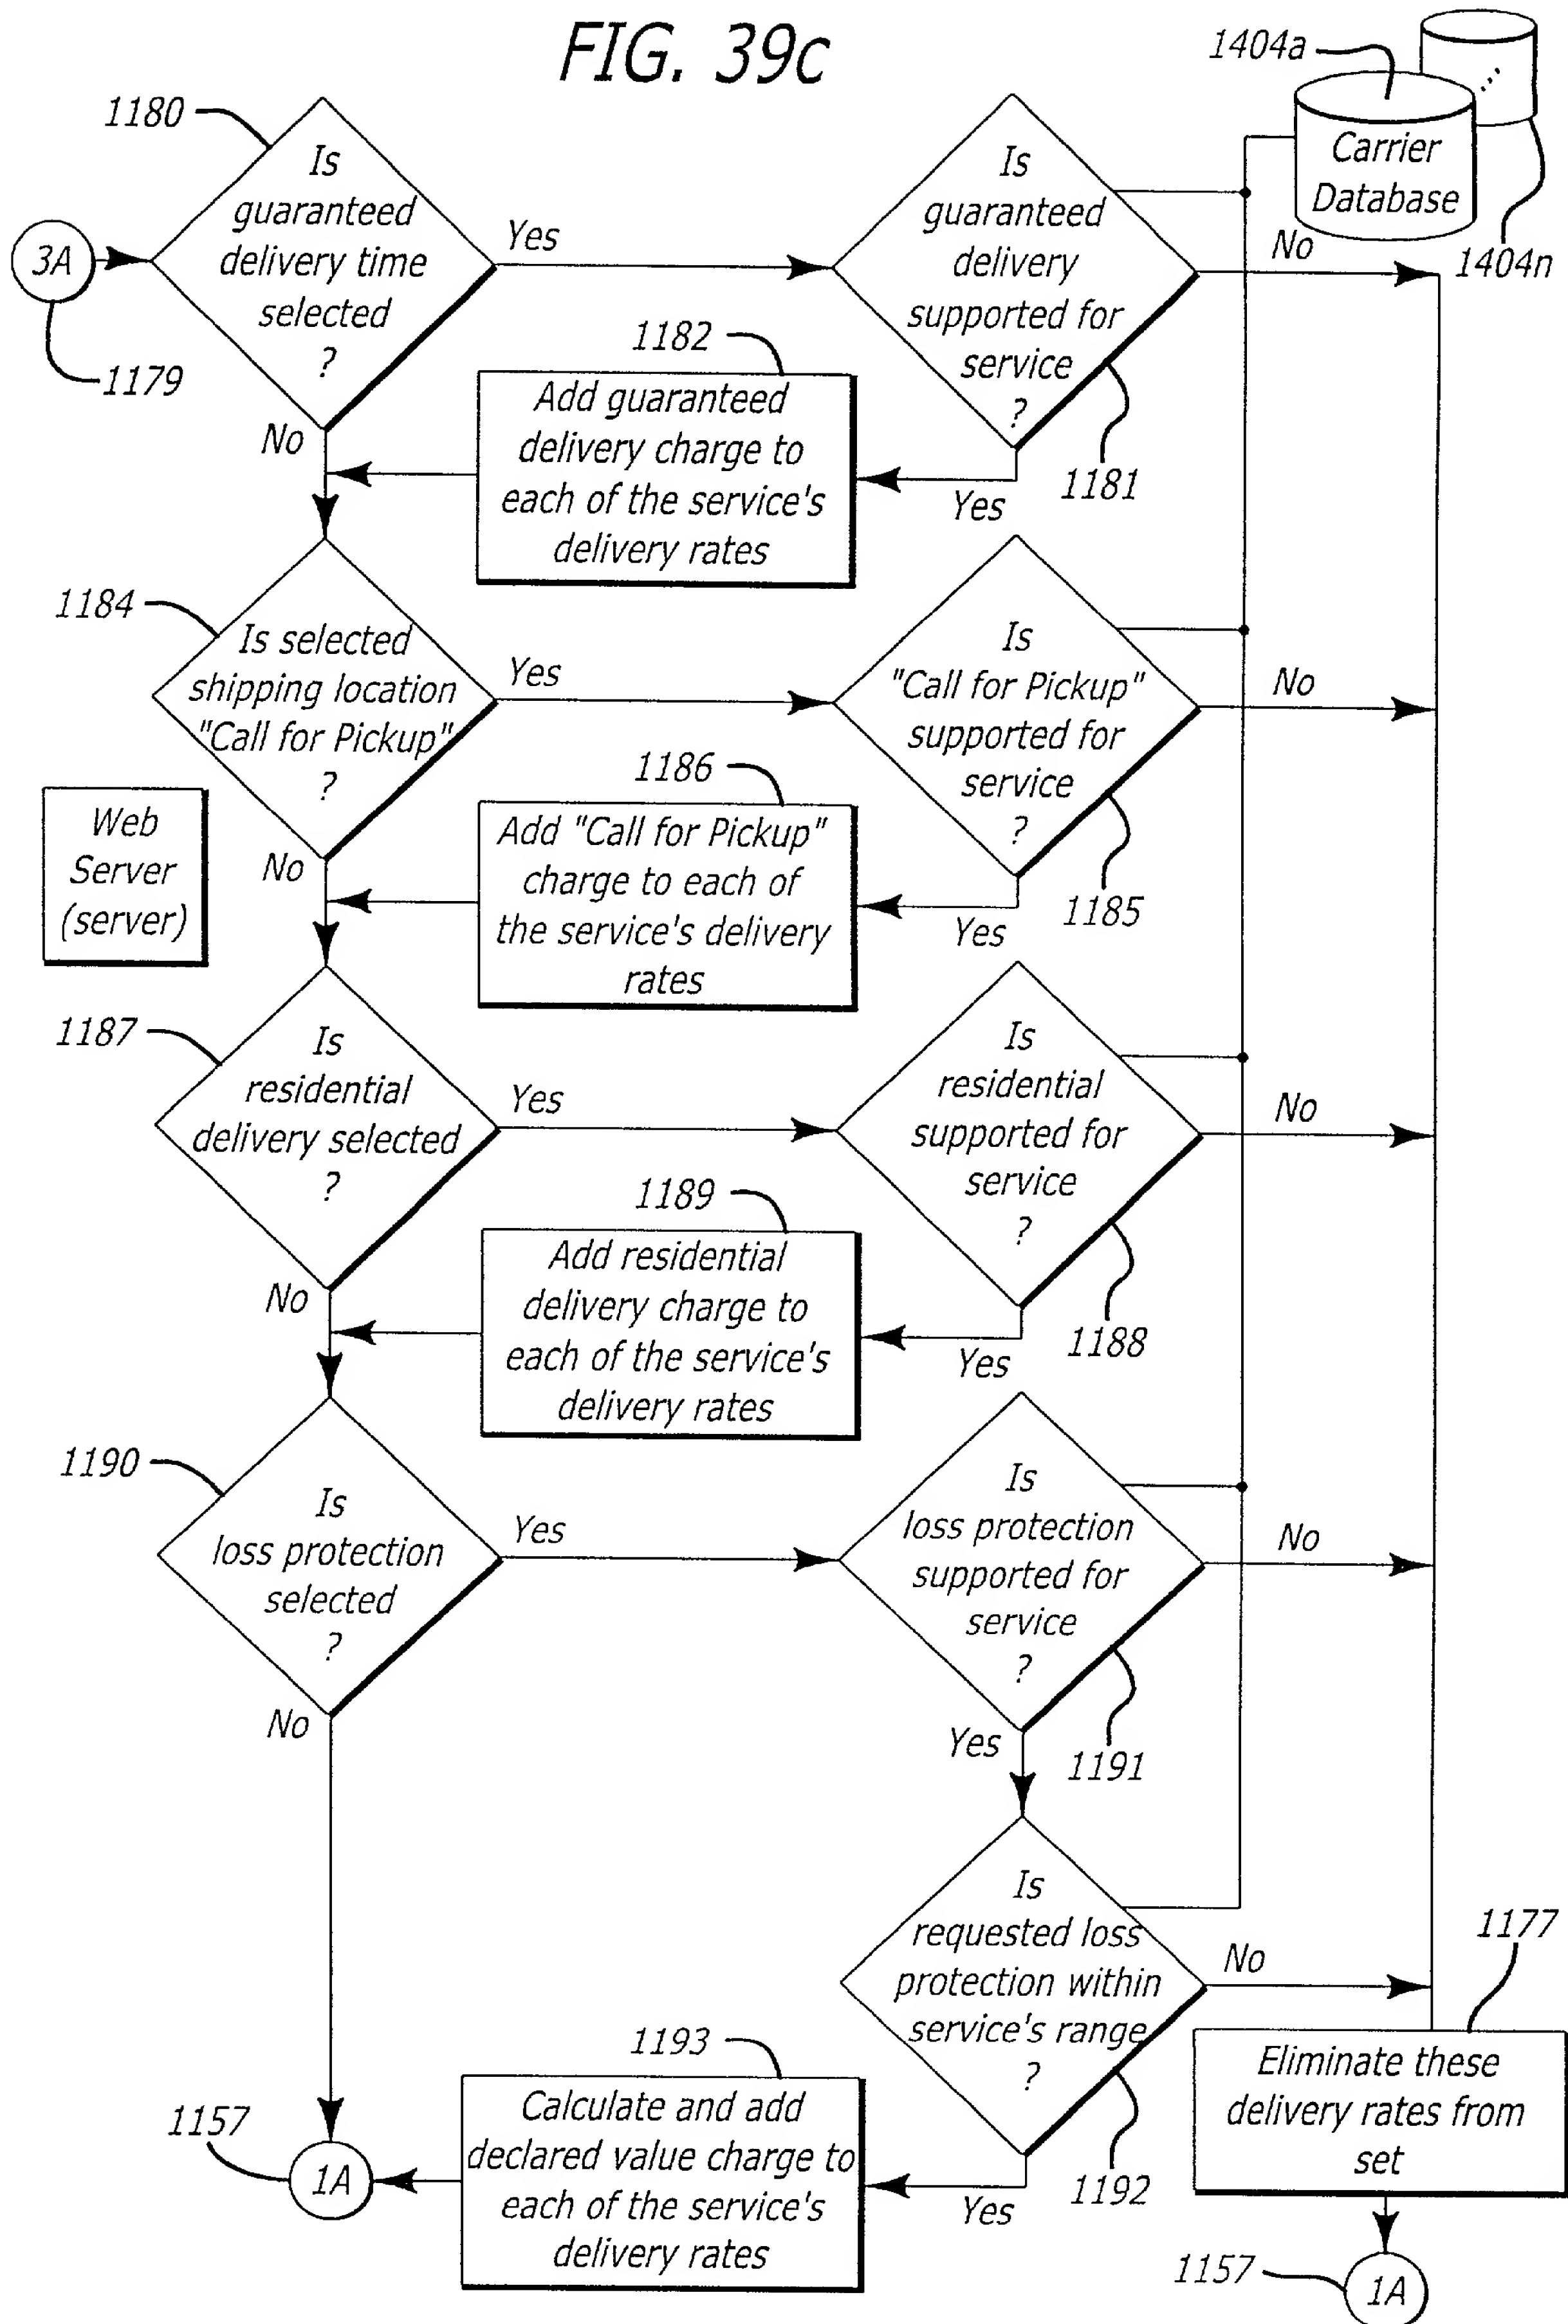 FIG. 39c
1404a
...
Carrier
Database
1404n
1180
Is
guaranteed
delivery time
selected
?
Yes
No
3A
1179
Is
guaranteed
delivery
supported for
service
?
No
Yes
1181
1182
Add guaranteed
delivery charge to
each of the service's
delivery rates
1184
Is selected
shipping location
"Call for Pickup"
?
Yes
No
Is
"Call for Pickup"
supported for
service
?
No
Yes
1185
1186
Add "Call for Pickup"
charge to each of
the service's delivery
rates
Web
Server
(server)
1187
Is
residential
delivery selected
?
Yes
No
Is
residential
supported for
service
?
No
Yes
1188
1189
Add residential
delivery charge to
each of the service's
delivery rates
1190
Is
loss protection
selected
?
Yes
No
Is
loss protection
supported for
service
?
No
Yes
1191
Is
requested loss
protection within
service's range
?
No
Yes
1192
1177
Eliminate these
delivery rates from
set
1193
Calculate and add
declared value charge to
each of the service's
delivery rates
1157
1A
1157
1A